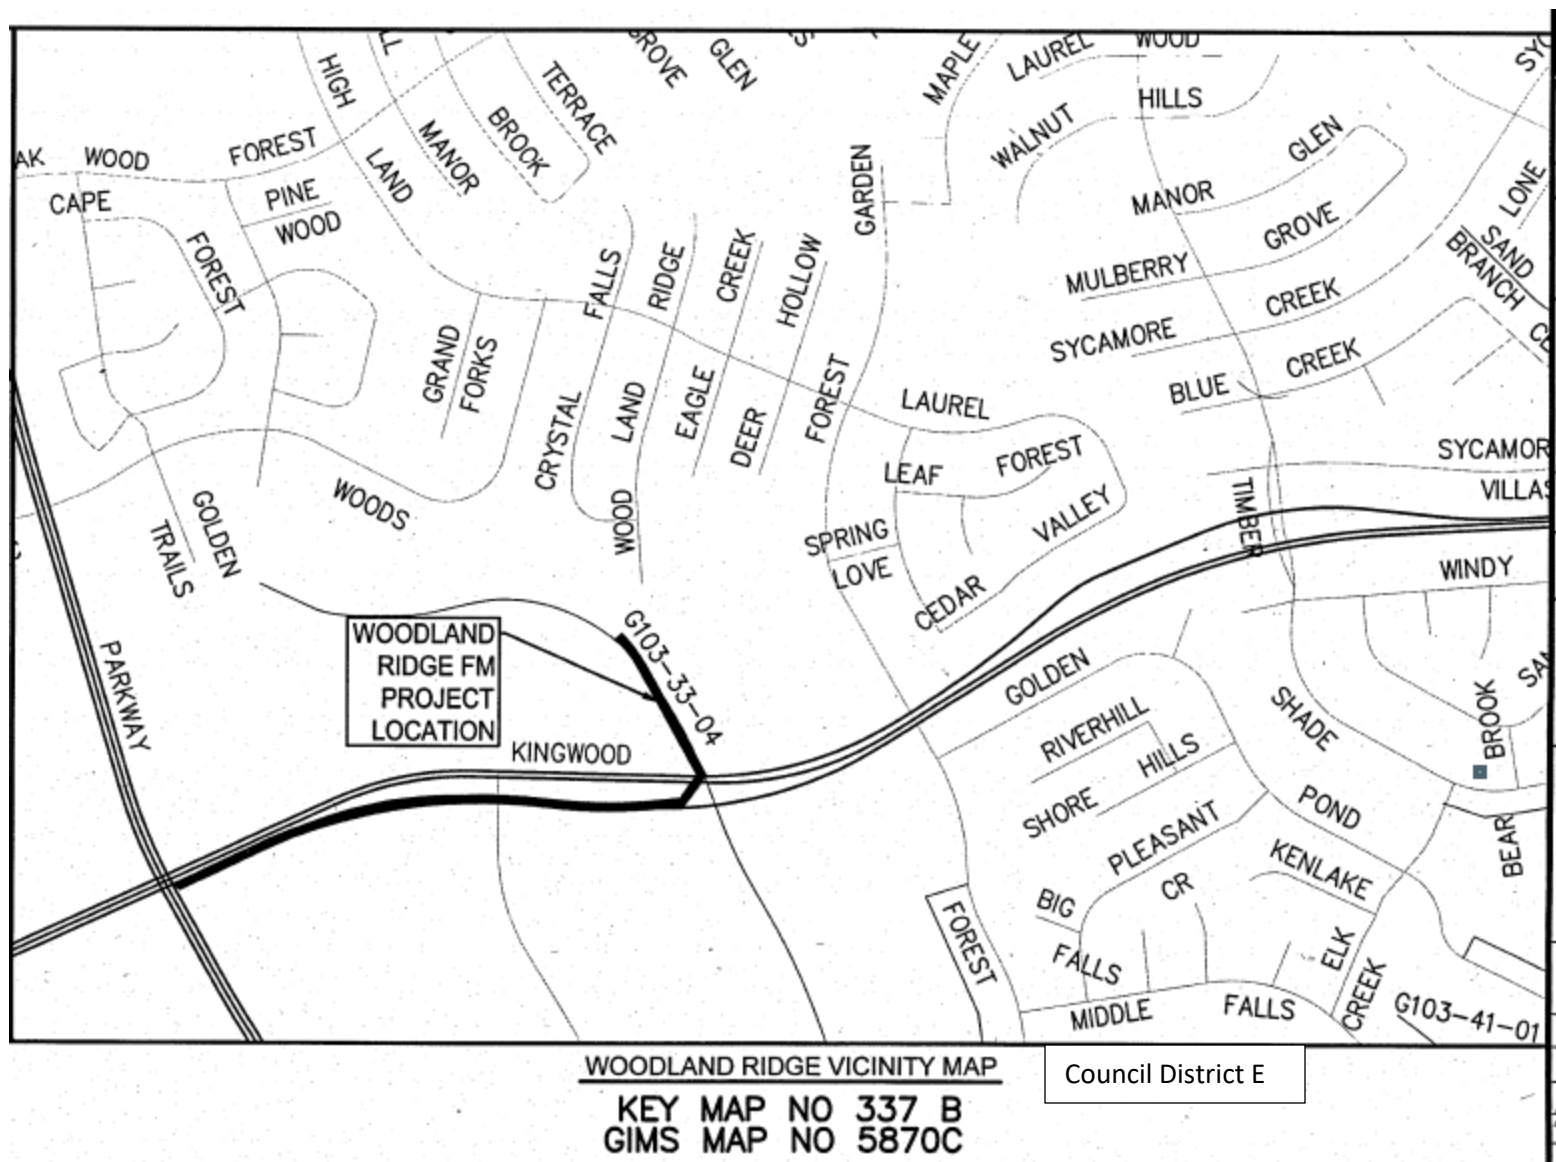 GROVE
GLEN
MAPLE
LAUREL
WOOD
HIGH
TERRACE
HILLS
BROOK
MANOR
WALNUT
GLEN
AK
WOOD
FOREST
LAND
GARDEN
LONE
CAPE
PINE
WOOD
MANOR
GROVE
SAND
BRANCH
FOREST
FALLS
RIDGE
CREEK
HOLLOW
MULBERRY
CREEK
SYCAMORE
CREEK
GRAND
FORKS
BLUE
CRYSTAL
LAND
EAGLE
DEER
FOREST
LAUREL
LEAF
FOREST
SYCAMOR
VILLAS
WOODS
GOLDEN
TRAILS
WOOD
SPRING
LOVE
VALLEY
CEDAR
TIMBER
WINDY
PARKWAY
WOODLAND
RIDGE FM
PROJECT
LOCATION
G103-33-04
KINGWOOD
GOLDEN
RIVERHILL
HILLS
SHORE
SHADE
BROOK
PLEASANT
POND
KENLAKE
BEAR
CR
BIG
FOREST
FALLS
ELK
CREEK
MIDDLE
FALLS
G103-41-01
WOODLAND RIDGE VICINITY MAP
Council District E
KEY MAP NO 337 B
GIMS MAP NO 5870C